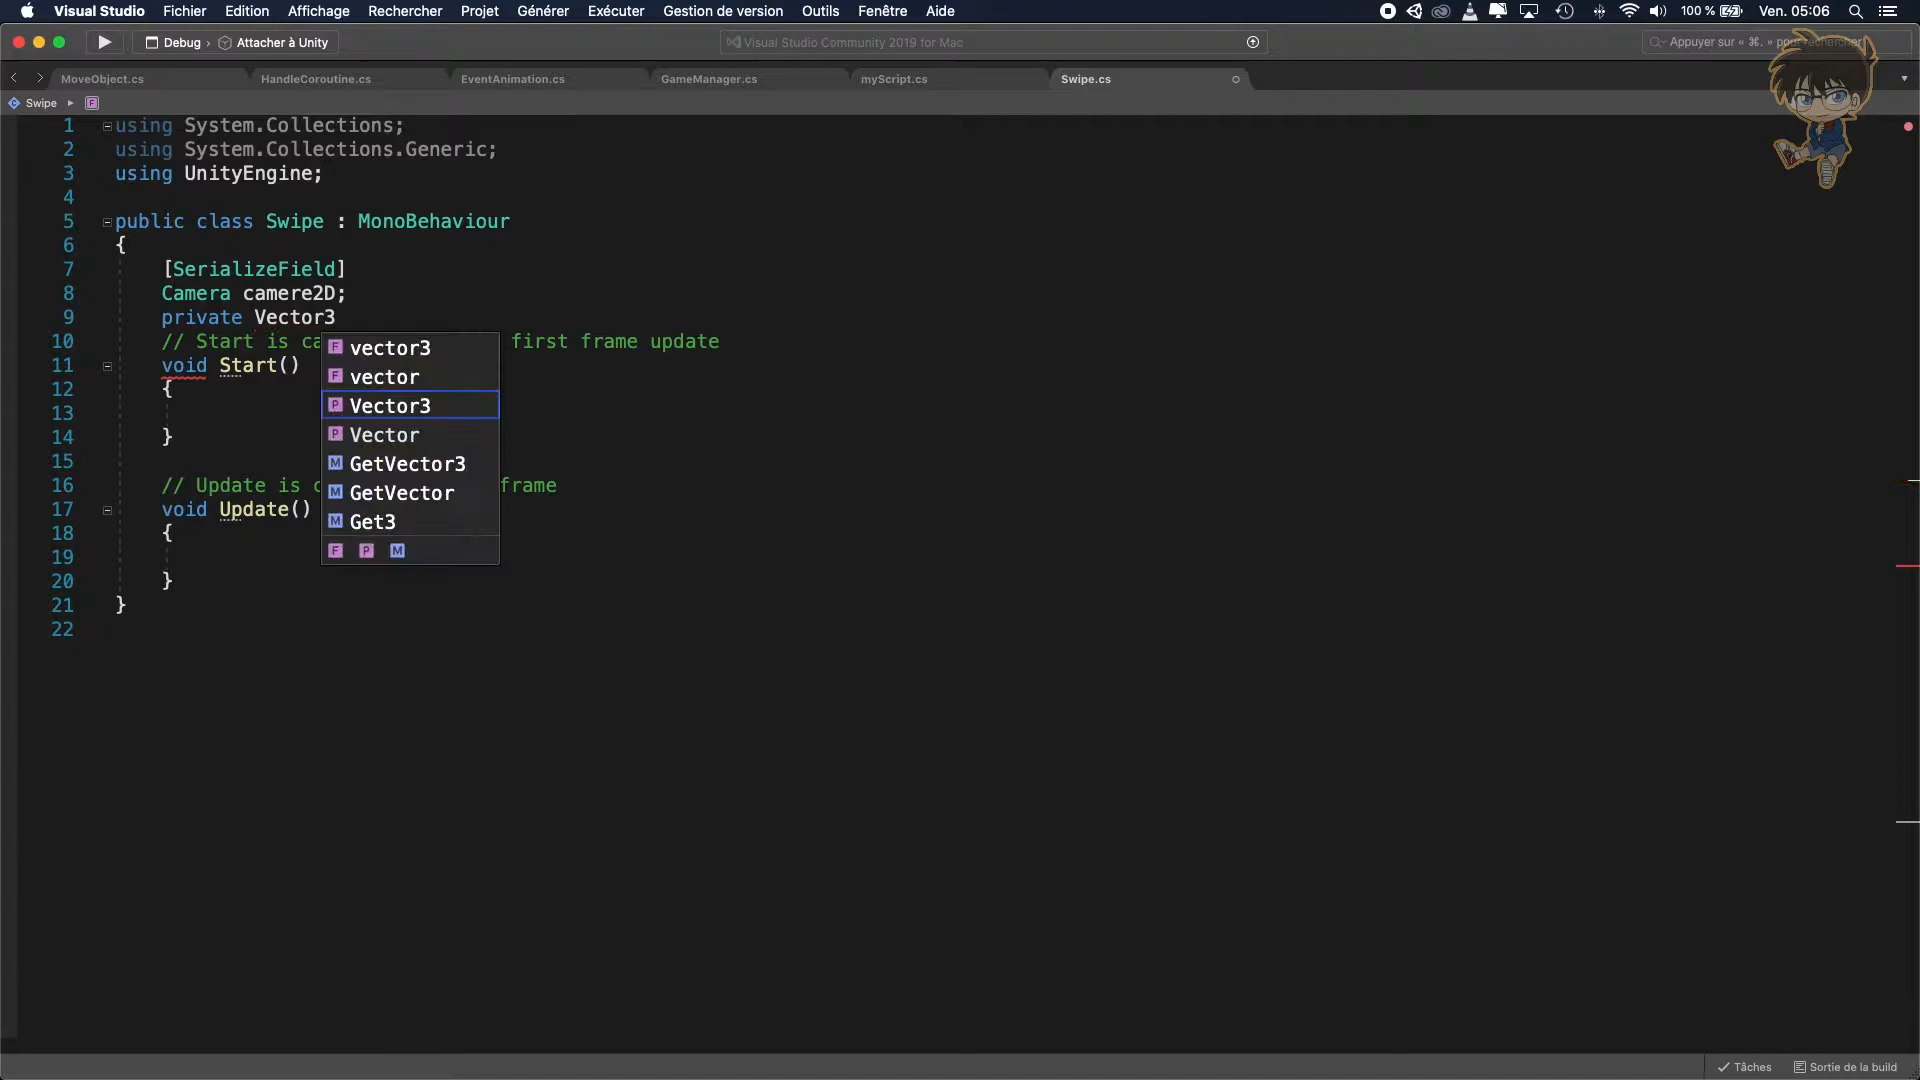 Visual Studio Fichier Edition Affichage Rechercher Projet Générer Exécuter Gestion de version Outils Fenêtre Aide 100 % Ven. 05:06
Debug › Attacher à Unity Visual Studio Community 2019 for Mac Appuyer sur « ⌘. » pour rechercher
MoveObject.cs HandleCoroutine.cs EventAnimation.cs GameManager.cs myScript.cs Swipe.cs
Swipe F
1 using System.Collections;
2 using System.Collections.Generic;
3 using UnityEngine;
4
5 public class Swipe : MonoBehaviour
6 {
7 [SerializeField]
8 Camera camere2D;
9 private Vector3
10 // Start is ca first frame update
11 void Start()
12 {
13
14 }
15
16 // Update is c frame
17 void Update()
18 {
19
20 }
21 }
22
F vector3
F vector
P Vector3
P Vector
M GetVector3
M GetVector
M Get3
F P M
Tâches Sortie de la build